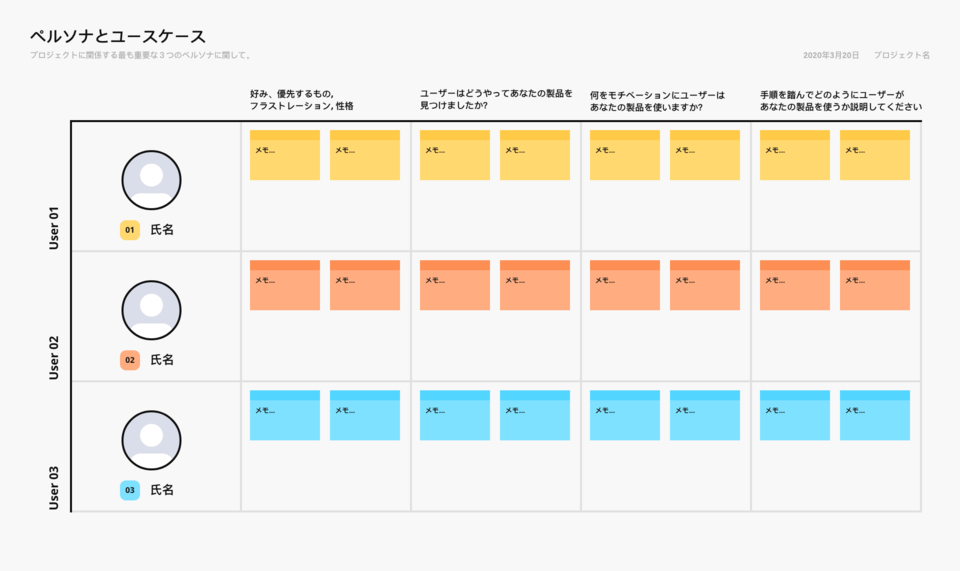 ペルソナとユースケース
プロジェクトに関係する最も重要な３つのペルソナに関して。
2020年3月20日 プロジェクト名
好み、優先するもの,
フラストレーション, 性格
ユーザーはどうやってあなたの製品を
見つけましたか?
何をモチベーションにユーザーは
あなたの製品を使いますか?
手順を踏んでどのようにユーザーが
あなたの製品を使うか説明してください
User 01
01 氏名
メモ... メモ... メモ... メモ... メモ... メモ... メモ... メモ...
User 02
02 氏名
メモ... メモ... メモ... メモ... メモ... メモ... メモ... メモ...
User 03
03 氏名
メモ... メモ... メモ... メモ... メモ... メモ... メモ... メモ...